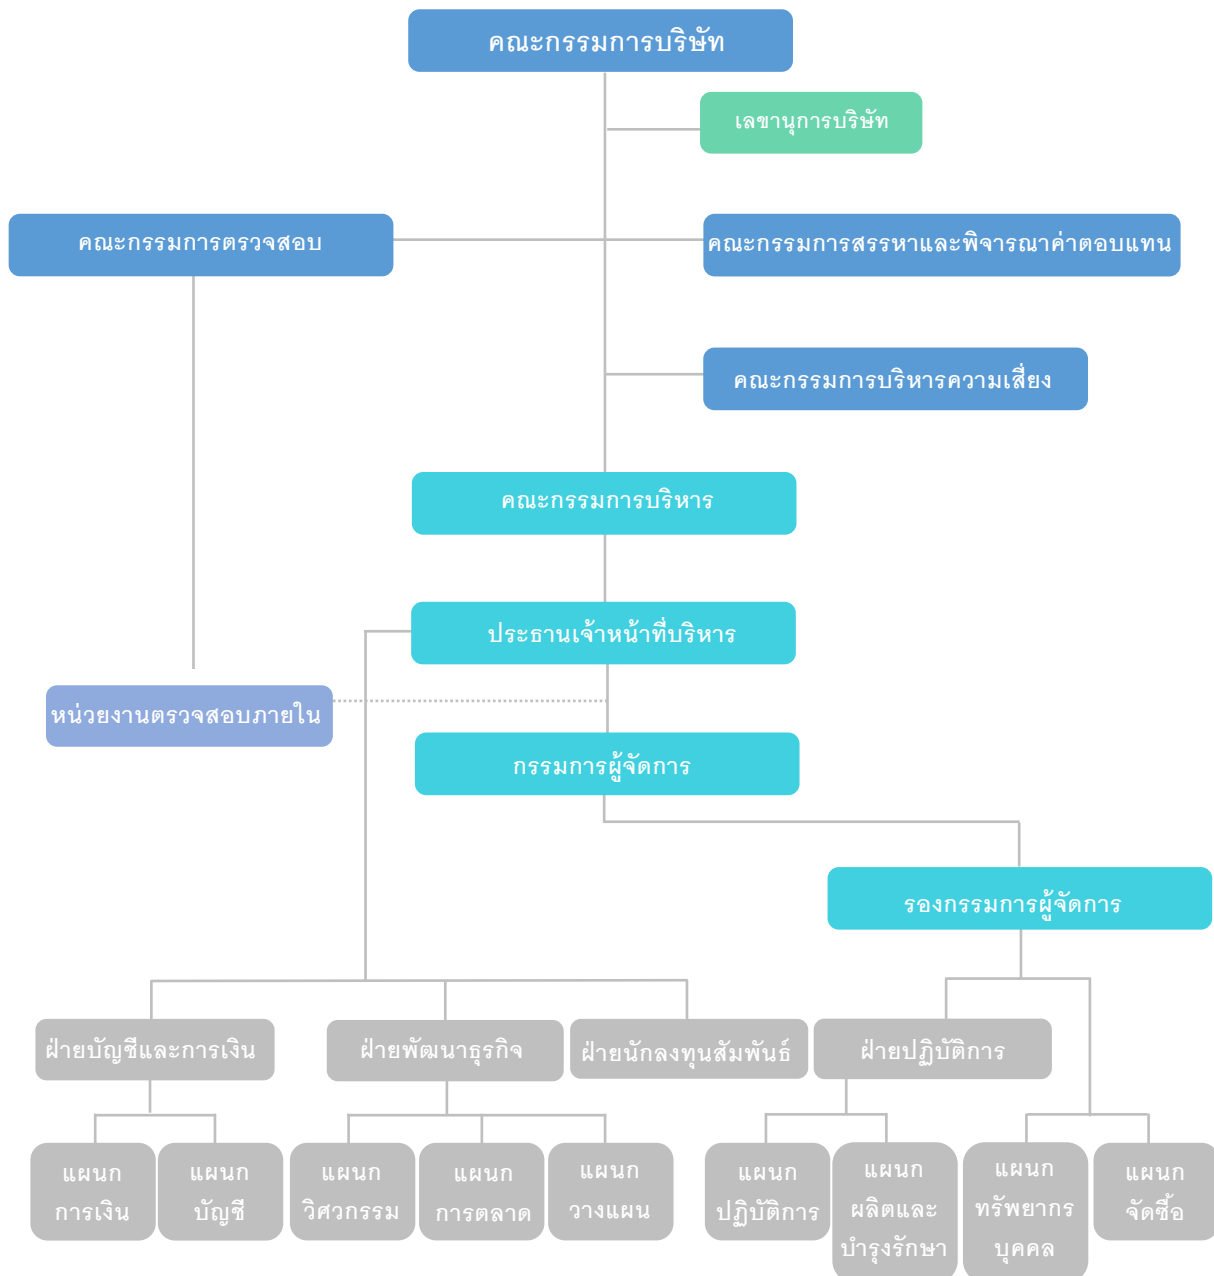 คณะกรรมการบริษัท
เลขานุการบริษัท
คณะกรรมการตรวจสอบ
คณะกรรมการสรรหาและพิจารณาค่าตอบแทน
คณะกรรมการบริหารความเสี่ยง
คณะกรรมการบริหาร
ประธานเจ้าหน้าที่บริหาร
หน่วยงานตรวจสอบภายใน
กรรมการผู้จัดการ
รองกรรมการผู้จัดการ
ฝ่ายบัญชีและการเงิน
ฝ่ายพัฒนาธุรกิจ
ฝ่ายนักลงทุนสัมพันธ์
ฝ่ายปฏิบัติการ
แผนก
การเงิน
แผนก
บัญชี
แผนก
วิศวกรรม
แผนก
การตลาด
แผนก
วางแผน
แผนก
ปฏิบัติการ
แผนก
ผลิตและ
บำรุงรักษา
แผนก
ทรัพยากร
บุคคล
แผนก
จัดซื้อ